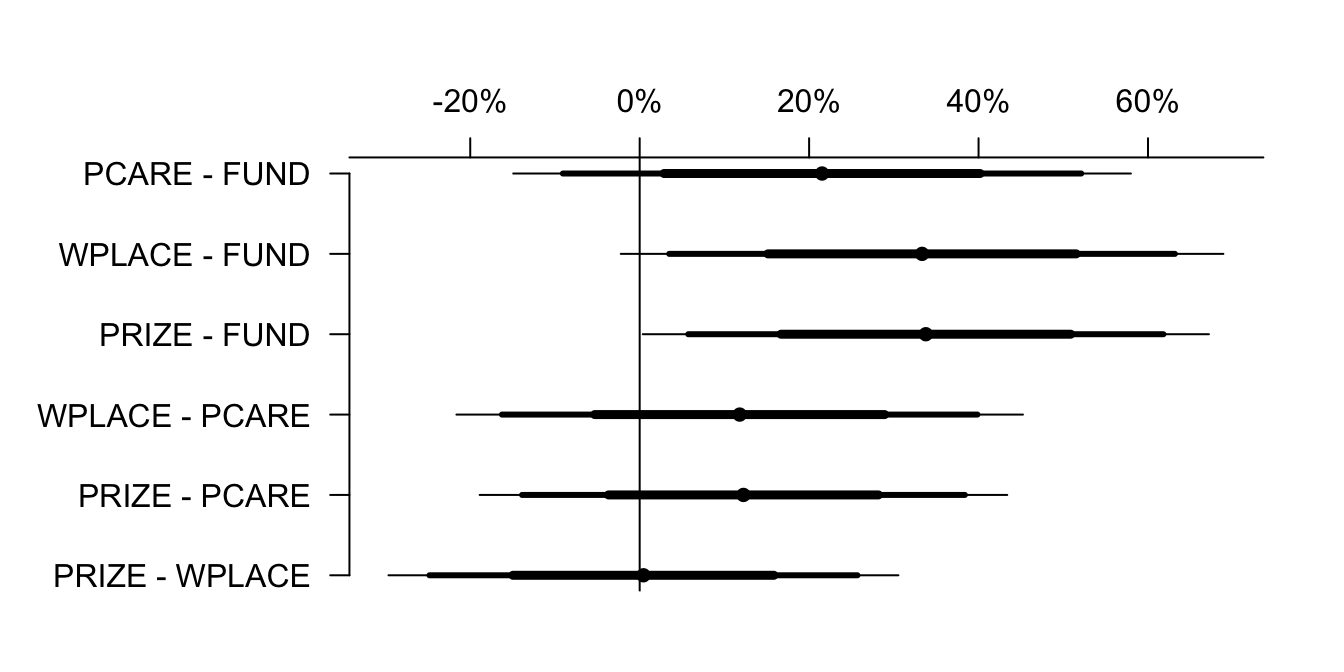 -20% 0% 20% 40% 60%
PCARE - FUND
WPLACE - FUND
PRIZE - FUND
WPLACE - PCARE
PRIZE - PCARE
PRIZE - WPLACE